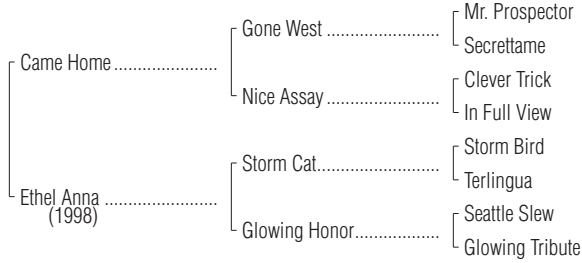 Mr. Prospector
Gone West ........................
Secrettame
Came Home ......................
Clever Trick
Nice Assay ........................
In Full View
Storm Bird
Storm Cat..........................
Terlingua
Ethel Anna ........................
(1998)
Seattle Slew
Glowing Honor..................
Glowing Tribute